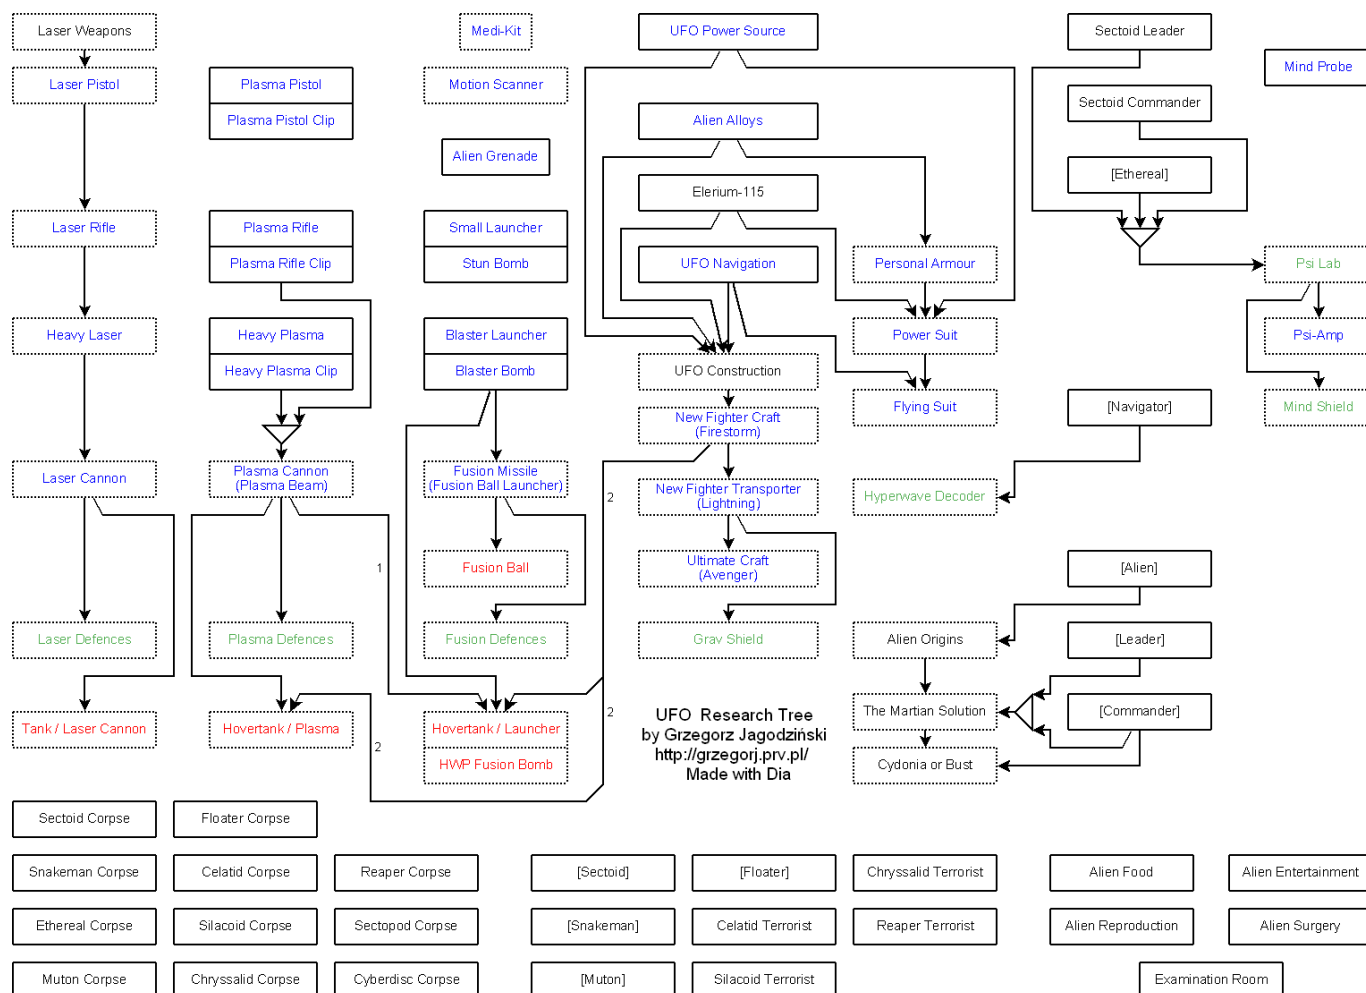 Laser Weapons
Medi-Kit
UFO Power Source
Sectoid Leader
Mind Probe
Laser Pistol
Plasma Pistol
Motion Scanner
Plasma Pistol Clip
Alien Alloys
Sectoid Commander
Alien Grenade
Elerium-115
[Ethereal]
Laser Rifle
Plasma Rifle
Small Launcher
Plasma Rifle Clip
Stun Bomb
UFO Navigation
Personal Armour
Psi Lab
Heavy Laser
Heavy Plasma
Blaster Launcher
Power Suit
Psi-Amp
Heavy Plasma Clip
Blaster Bomb
UFO Construction
Flying Suit
[Navigator]
Mind Shield
New Fighter Craft
(Firestorm)
Laser Cannon
Plasma Cannon
(Plasma Beam)
Fusion Missile
(Fusion Ball Launcher)
New Fighter Transporter
(Lightning)
Hyperwave Decoder
2
1
Fusion Ball
Ultimate Craft
(Avenger)
[Alien]
Laser Defences
Plasma Defences
Fusion Defences
Grav Shield
Alien Origins
[Leader]
2
The Martian Solution
[Commander]
Tank / Laser Cannon
Hovertank / Plasma
2
Hovertank / Launcher
HWP Fusion Bomb
UFO Research Tree
by Grzegorz Jagodziński
http://grzegorj.prv.pl/
Made with Dia
Cydonia or Bust
Sectoid Corpse
Floater Corpse
Snakeman Corpse
Celatid Corpse
Reaper Corpse
[Sectoid]
[Floater]
Chryssalid Terrorist
Alien Food
Alien Entertainment
Ethereal Corpse
Silacoid Corpse
Sectopod Corpse
[Snakeman]
Celatid Terrorist
Reaper Terrorist
Alien Reproduction
Alien Surgery
Muton Corpse
Chryssalid Corpse
Cyberdisc Corpse
[Muton]
Silacoid Terrorist
Examination Room